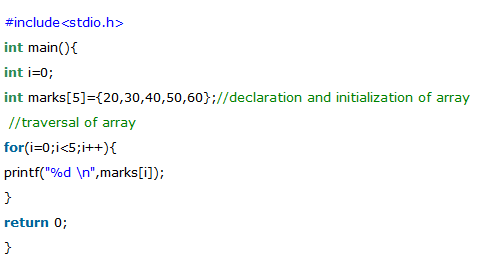 #include<stdio.h>
int main(){
int i=0;
int marks[5]={20,30,40,50,60};//declaration and initialization of array
//traversal of array
for(i=0;i<5;i++){
printf("%d \n",marks[i]);
}
return 0;
}